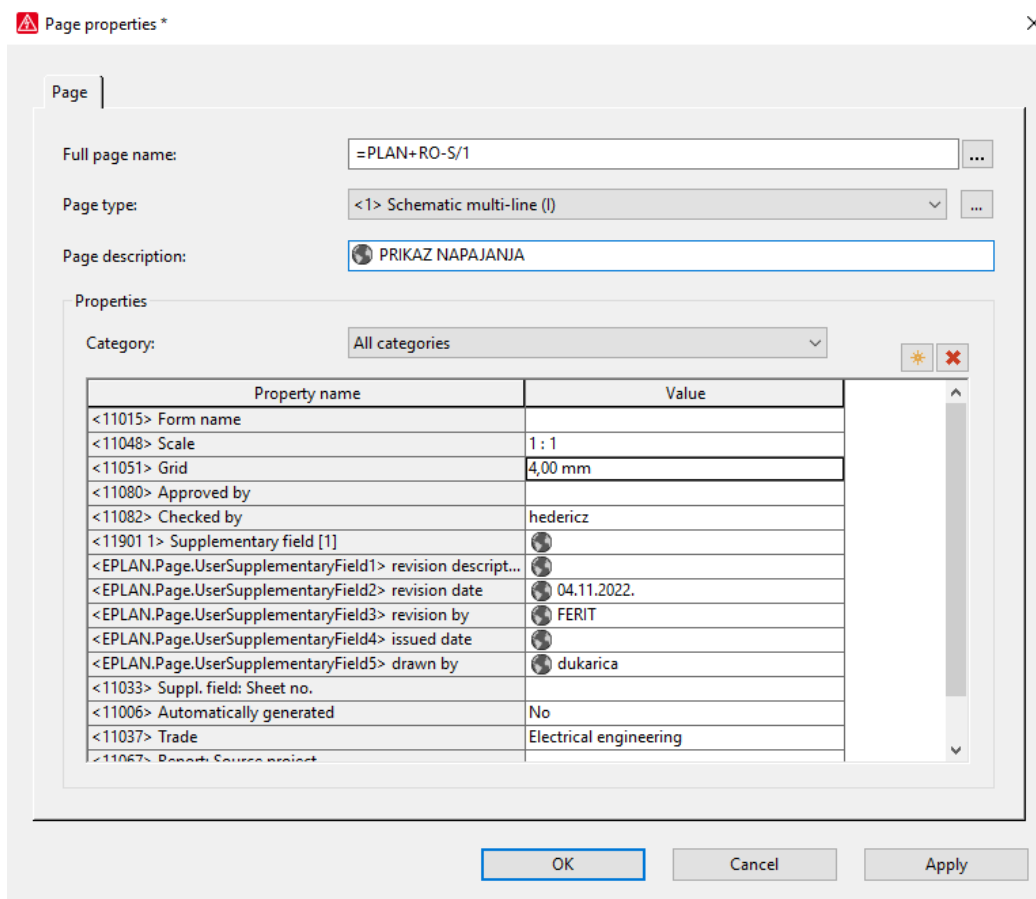 Page properties *
Page
Full page name: =PLAN+RO-S/1 ...
Page type: <1> Schematic multi-line (I) ...
Page description: PRIKAZ NAPAJANJA
Properties
Category: All categories
Property name Value
<11015> Form name
<11048> Scale 1 : 1
<11051> Grid 4,00 mm
<11080> Approved by
<11082> Checked by hedericz
<11901 1> Supplementary field [1]
<EPLAN.Page.UserSupplementaryField1> revision descript...
<EPLAN.Page.UserSupplementaryField2> revision date 04.11.2022.
<EPLAN.Page.UserSupplementaryField3> revision by FERIT
<EPLAN.Page.UserSupplementaryField4> issued date
<EPLAN.Page.UserSupplementaryField5> drawn by dukarica
<11033> Suppl. field: Sheet no.
<11006> Automatically generated No
<11037> Trade Electrical engineering
<11067> Report: Source project
OK Cancel Apply